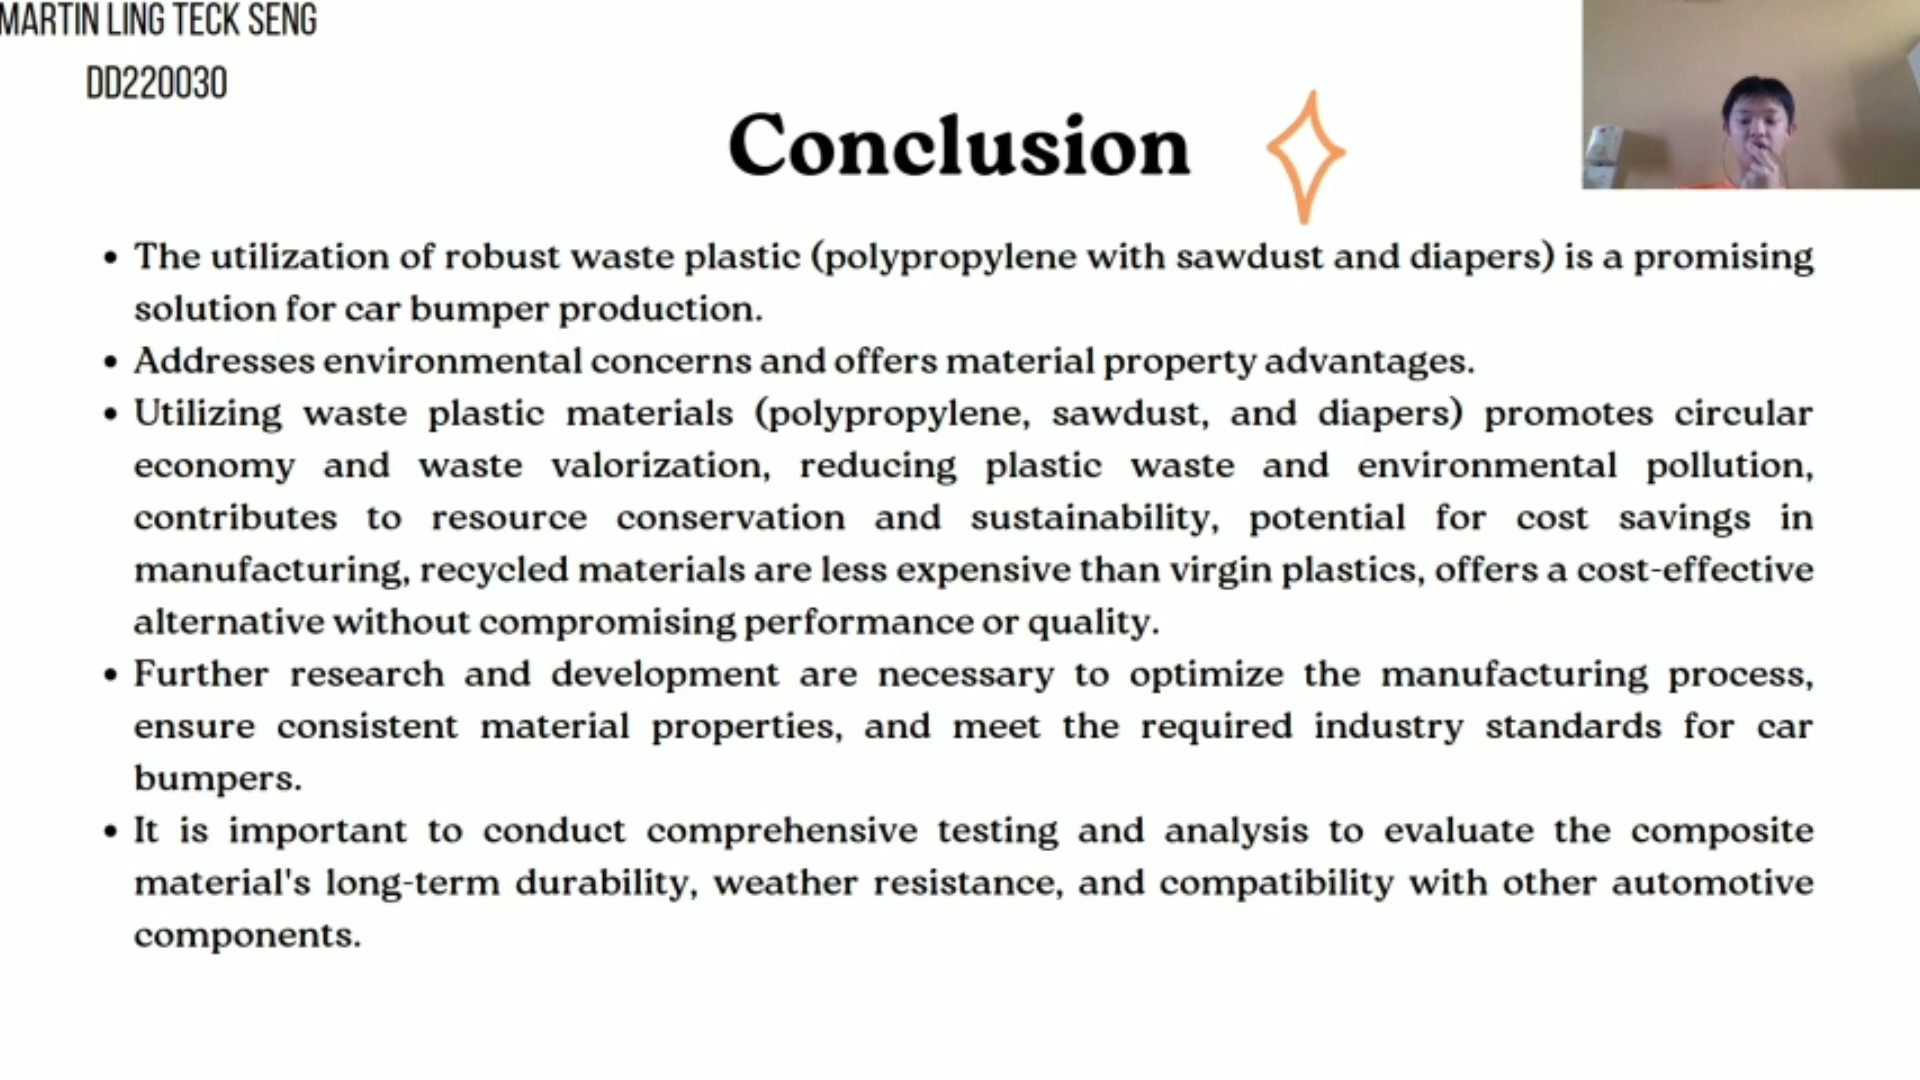 MARTIN LING TECK SENG
DD220030
Conclusion
• The utilization of robust waste plastic (polypropylene with sawdust and diapers) is a promising
solution for car bumper production.
• Addresses environmental concerns and offers material property advantages.
• Utilizing waste plastic materials (polypropylene, sawdust, and diapers) promotes circular
economy and waste valorization, reducing plastic waste and environmental pollution,
contributes to resource conservation and sustainability, potential for cost savings in
manufacturing, recycled materials are less expensive than virgin plastics, offers a cost-effective
alternative without compromising performance or quality.
• Further research and development are necessary to optimize the manufacturing process,
ensure consistent material properties, and meet the required industry standards for car
bumpers.
• It is important to conduct comprehensive testing and analysis to evaluate the composite
material's long-term durability, weather resistance, and compatibility with other automotive
components.